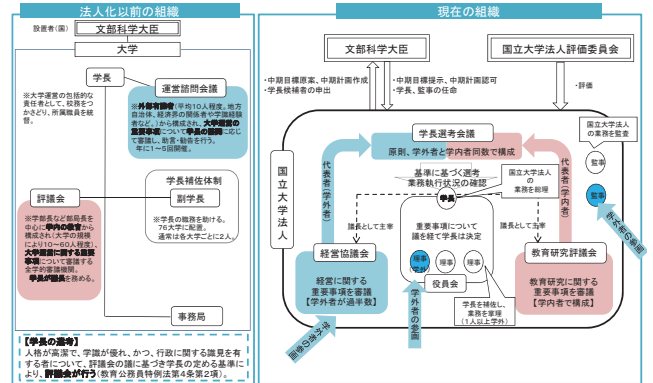 法人化以前の組織
設置者(国)
文部科学大臣
大学
学長
※大学運営の包括的な
責任者として、校務をつ
かさどり、所属職員を統
督。
運営諮問会議
※外部有識者(平均10人程度。地方
自治体、経済界の関係者や学識経験
者など。)から構成され、大学運営の
重要事項について学長の諮問に応じ
て審議し、助言・勧告を行う。
年に1~5回開催。
評議会
※学部長など部局長を
中心に学内の教官から
構成され(大学の規模
により10~60人程度)、
大学運営に関する重要
事項について審議する
全学的審議機関。
学長が議長を務める。
学長補佐体制
副学長
※学長の職務を助ける。
76大学に配置。
通常は各大学ごとに2人。
事務局
【学長の選考】
人格が高潔で、学識が優れ、かつ、行政に関する識見を有
する者について、評議会の議に基づき学長の定める基準に
より、評議会が行う(教育公務員特例法第4条第2項)。
現在の組織
文部科学大臣
国立大学法人評価委員会
・中期目標原案、中期計画作成
・学長候補者の申出
・中期目標提示、中期計画認可
・学長、監事の任命
・評価
国立大学法人
学長選考会議
原則、学外者と学内者同数で構成
代表者(学外者)
代表者(学内者)
基準に基づく選考
業務執行状況の確認
国立大学法人
の
業務を総理
国立大学法人
の業務を監査
監事
監事
学外者の参画
学長
議長として主宰
議長として主宰
重要事項について
議を経て学長は決定
経営協議会
経営に関する
重要事項を審議
【学外者が過半数】
学外者の参画
理事
(学外)
理事
理事
役員会
学外者の参画
学長を補佐し、
業務を掌理
(1人以上学外)
教育研究評議会
教育研究に関する
重要事項を審議
【学内者で構成】